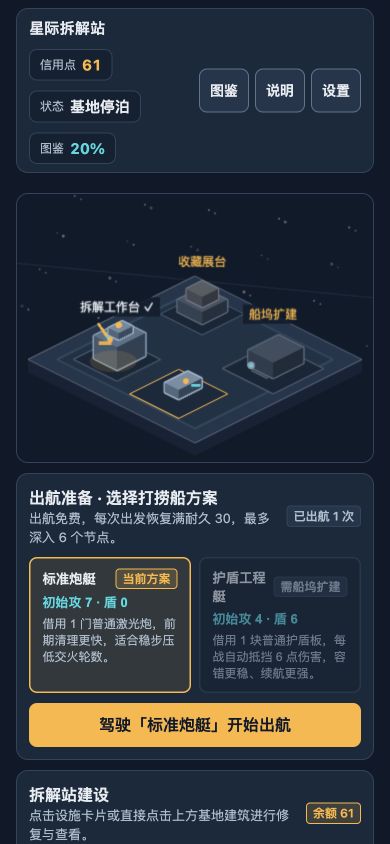 星际拆解站
信用点 61
状态 基地停泊
图鉴 20%
图鉴
说明
设置
收藏展台
拆解工作台 ✓
船坞扩建
出航准备 · 选择打捞船方案
出航免费，每次出发恢复满耐久 30，最多
深入 6 个节点。
已出航 1 次
标准炮艇
当前方案
初始攻 7 · 盾 0
借用 1 门普通激光炮，前
期清理更快，适合稳步压
低交火轮数。
护盾工程
艇
需船坞扩建
初始攻 4 · 盾 6
借用 1 块普通护盾板，每
战自动抵挡 6 点伤害，容
错更稳、续航更强。
驾驶「标准炮艇」开始出航
拆解站建设
点击设施卡片或直接点击上方基地建筑进行修
复与查看。
余额 61